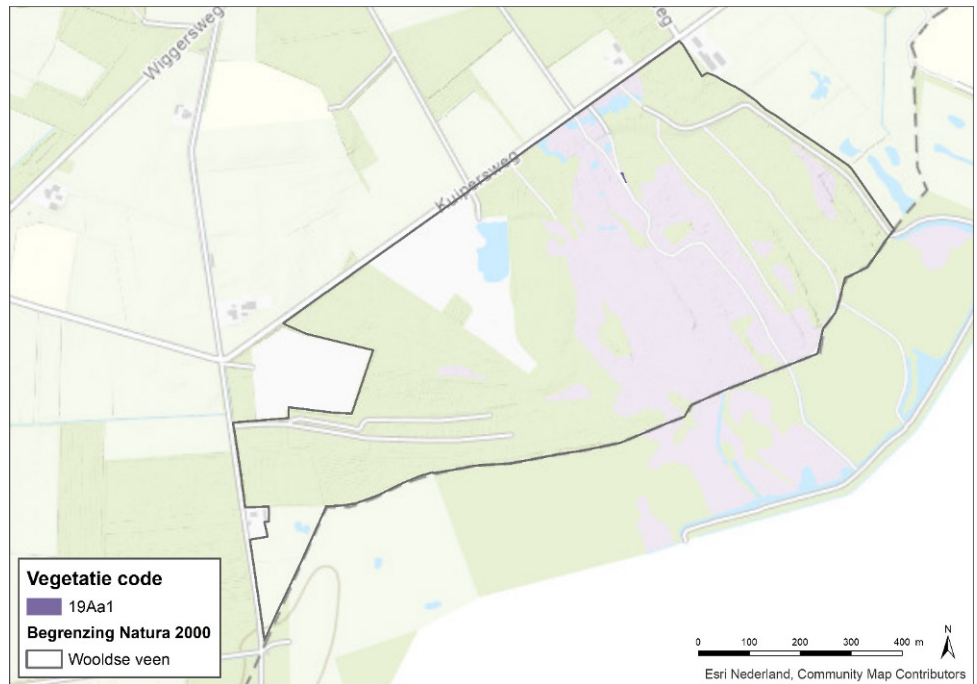 Wiggersweg
weg
Kuipersweg
Vegetatie code
19Aa1
Begrenzing Natura 2000
Wooldse veen
N
0 100 200 300 400 m
Esri Nederland, Community Map Contributors